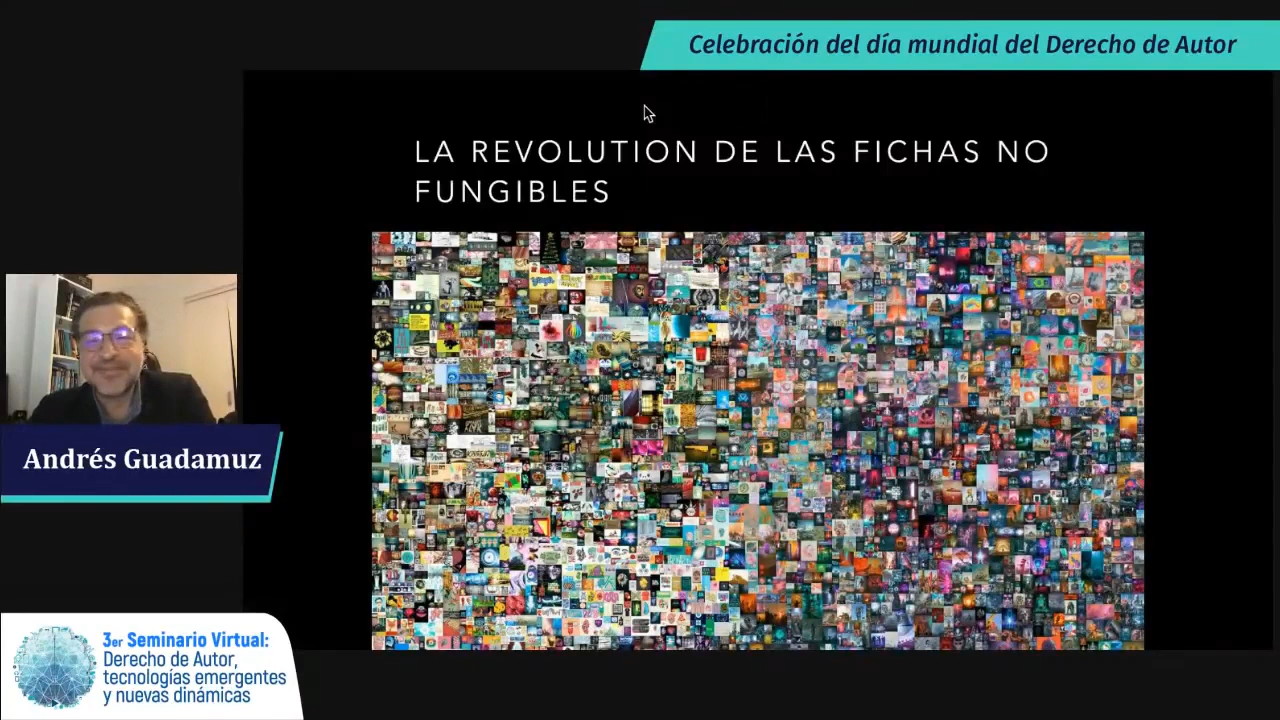 Celebración del día mundial del Derecho de Autor
LA REVOLUTION DE LAS FICHAS NO
FUNGIBLES
Andrés Guadamuz
3er Seminario Virtual:
Derecho de Autor,
tecnologías emergentes
y nuevas dinámicas